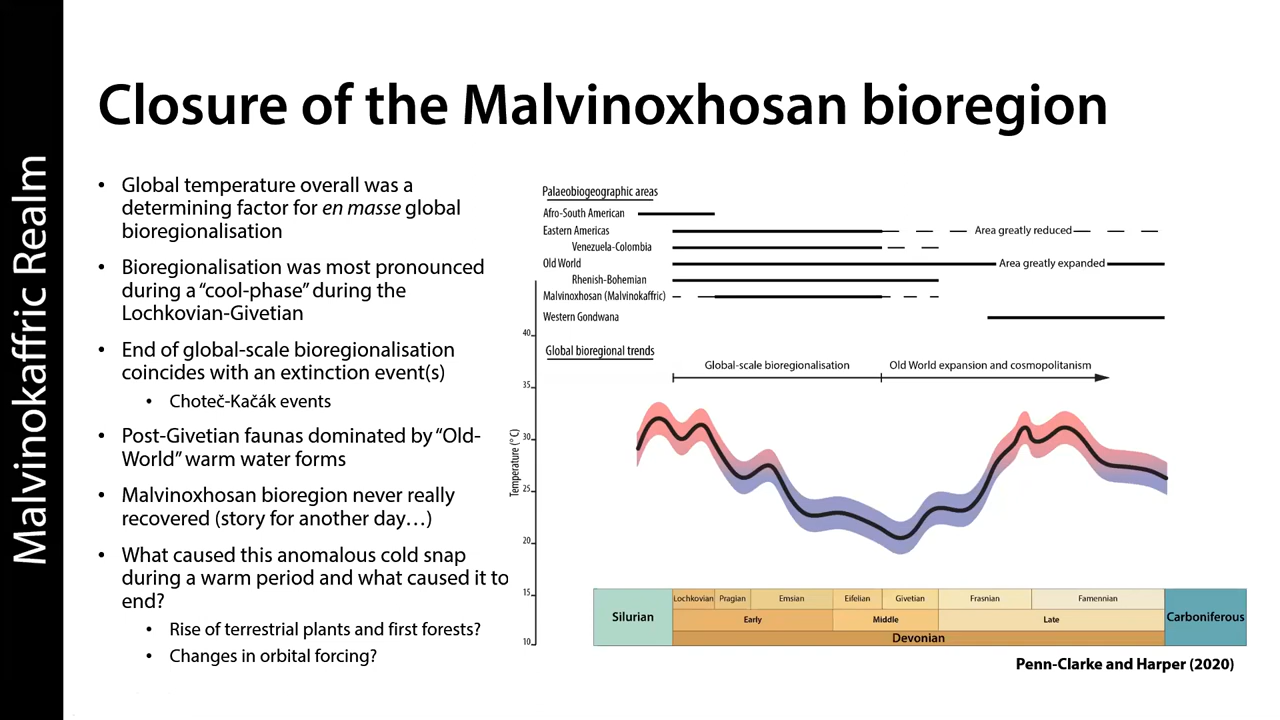 Malvinokaffric Realm
Closure of the Malvinoxhosan bioregion
• Global temperature overall was a
determining factor for en masse global
bioregionalisation
• Bioregionalisation was most pronounced
during a “cool-phase” during the
Lochkovian-Givetian
• End of global-scale bioregionalisation
coincides with an extinction event(s)
• Choteč-Kačák events
• Post-Givetian faunas dominated by “Old-
World” warm water forms
• Malvinoxhosan bioregion never really
recovered (story for another day…)
• What caused this anomalous cold snap
during a warm period and what caused it to
end?
• Rise of terrestrial plants and first forests?
• Changes in orbital forcing?
Palaeobiogeographic areas
Afro-South American
Eastern Americas
Area greatly reduced
Venezuela-Colombia
Old World
Area greatly expanded
Rhenish-Bohemian
Malvinoxhosan (Malvinokaffric)
Western Gondwana
Global bioregional trends
Global-scale bioregionalisation
Old World expansion and cosmopolitanism
Temperature (°C)
40
35
30
25
20
15
10
Silurian
Lochkovian
Pragian
Emsian
Eifelian
Givetian
Frasnian
Famennian
Early
Middle
Late
Devonian
Carboniferous
Penn-Clarke and Harper (2020)